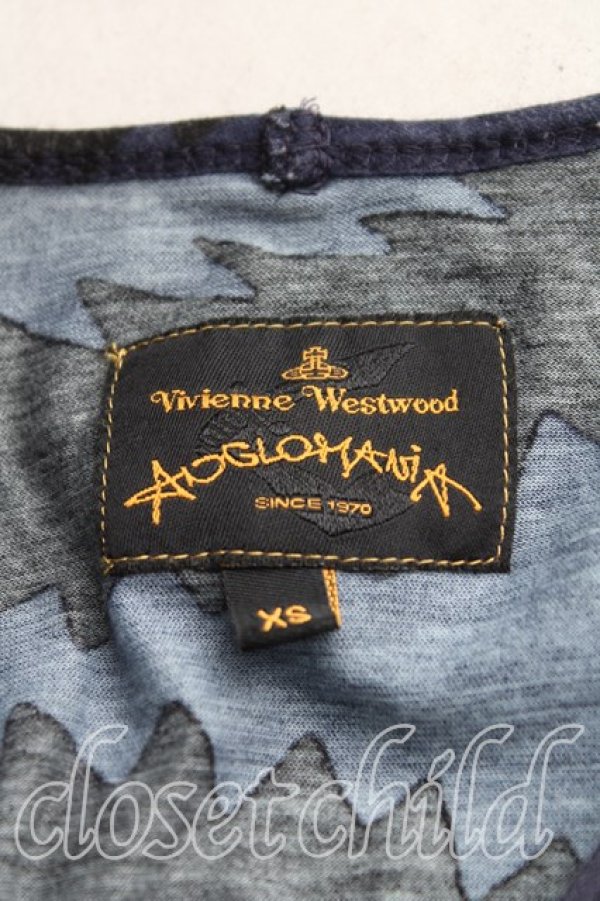 Vivienne Westwood
ANGLOMANIA
SINCE 1970
XS
closetchild